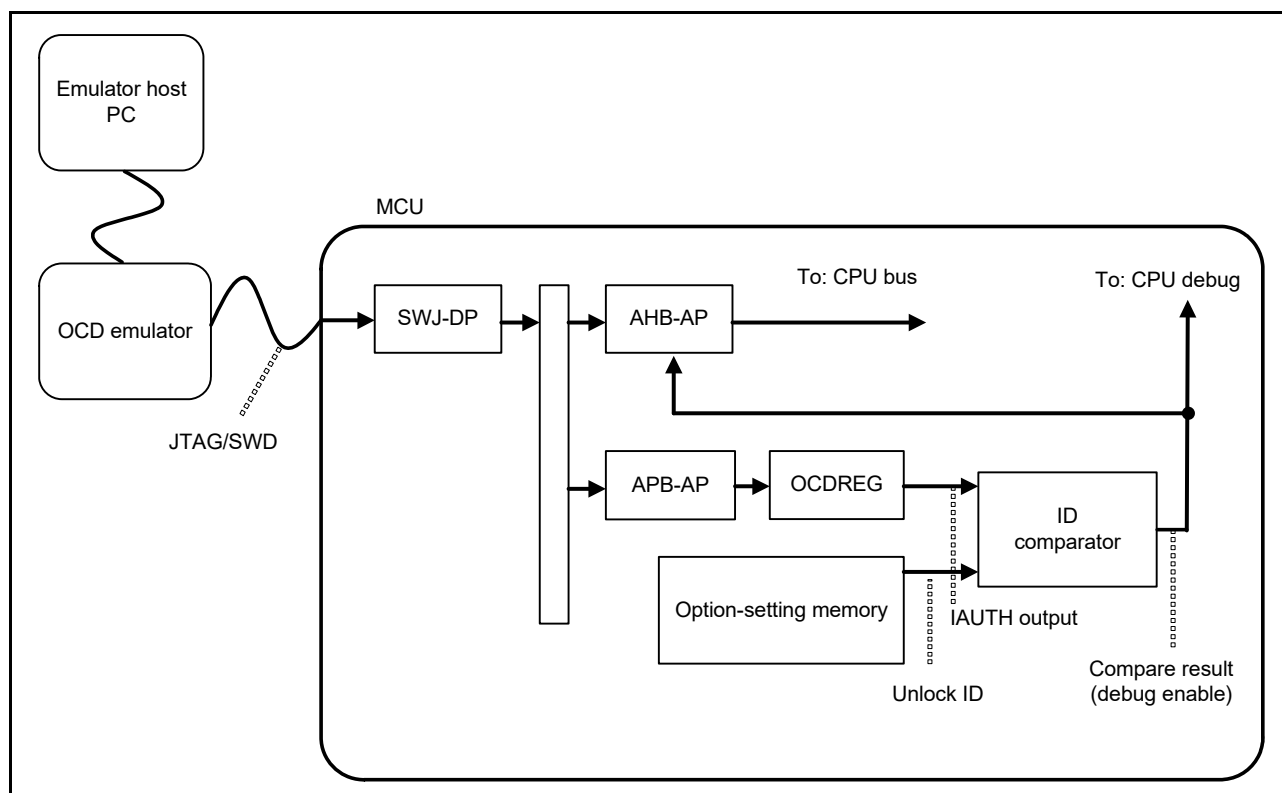 Emulator host
PC
MCU
OCD emulator
SWJ-DP
AHB-AP
To: CPU bus
To: CPU debug
JTAG/SWD
APB-AP
OCDREG
ID
comparator
Option-setting memory
IAUTH output
Unlock ID
Compare result
(debug enable)